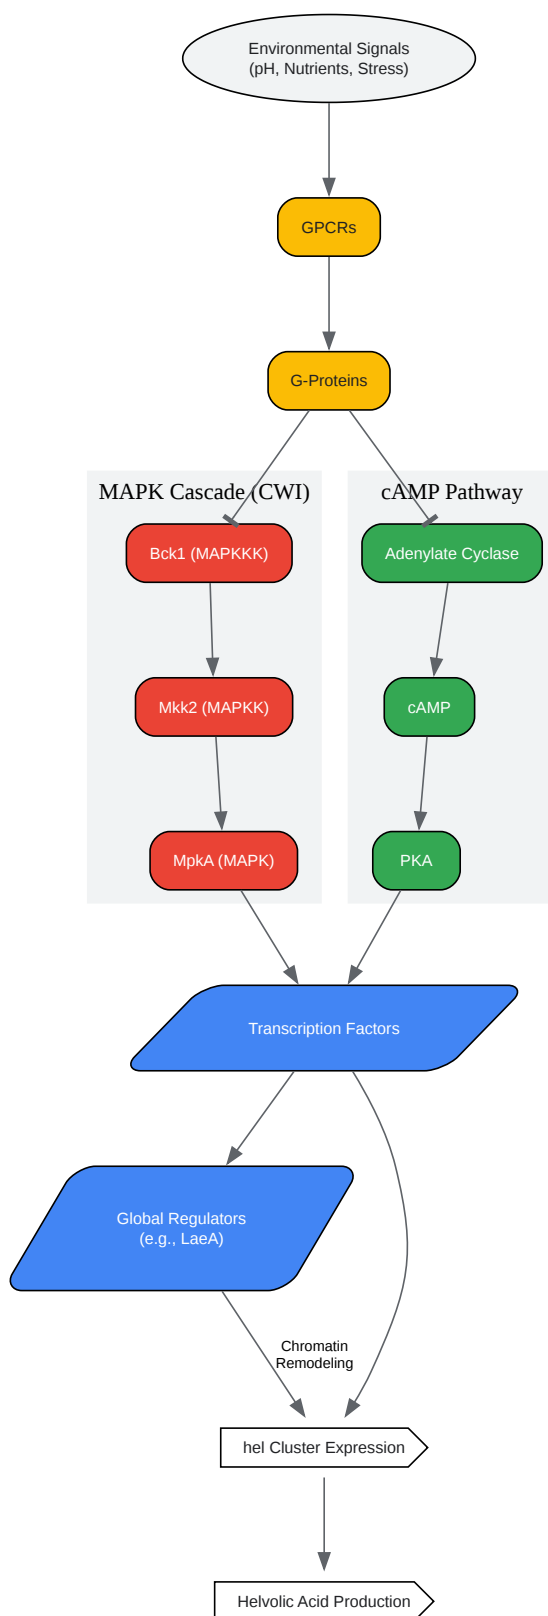 Environmental Signals
(pH, Nutrients, Stress)
GPCRs
G-Proteins
MAPK Cascade (CWI)
cAMP Pathway
Bck1 (MAPKKK)
Adenylate Cyclase
Mkk2 (MAPKK)
cAMP
MpkA (MAPK)
PKA
Transcription Factors
Global Regulators
(e.g., LaeA)
Chromatin
Remodeling
hel Cluster Expression
Helvolic Acid Production